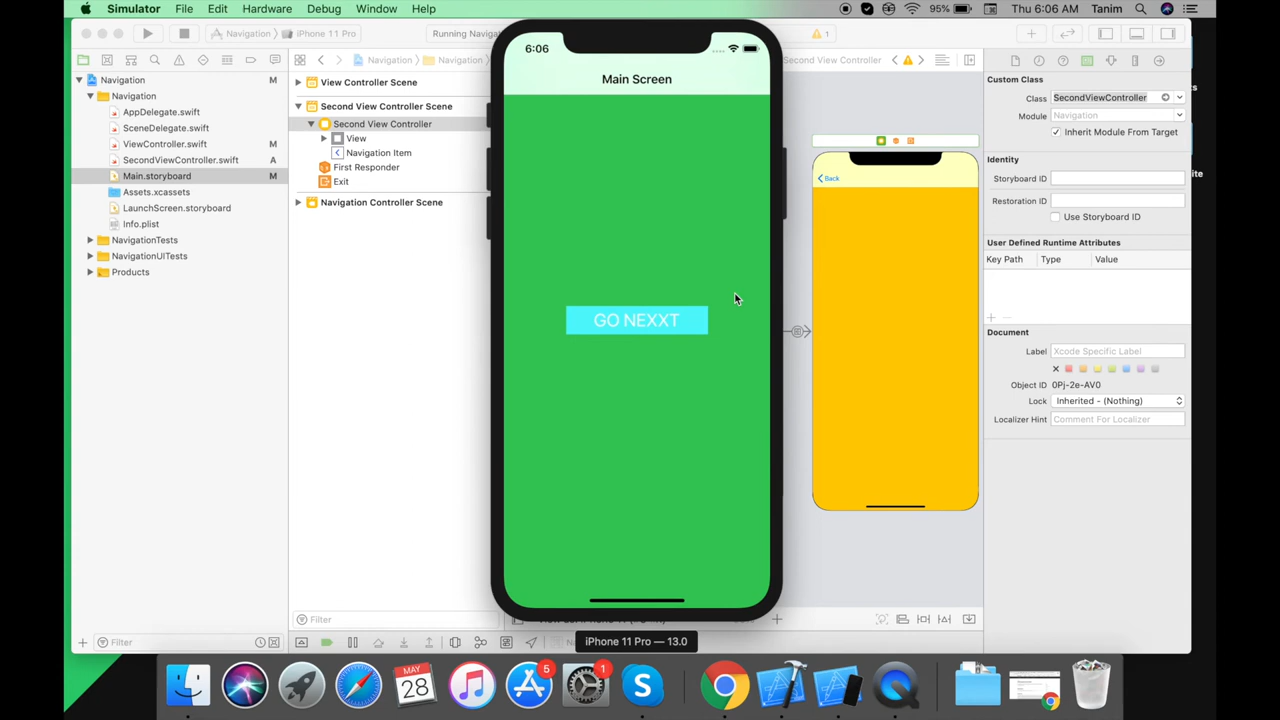 Simulator File Edit Hardware Debug Window Help 95% Thu 6:06 AM Tanim
Navigation iPhone 11 Pro Running Naviga 1
Navigation M
Navigation
AppDelegate.swift
SceneDelegate.swift
ViewController.swift M
SecondViewController.swift A
Main.storyboard M
Assets.xcassets
LaunchScreen.storyboard
Info.plist
NavigationTests
NavigationUITests
Products
Filter
Navigation Navigation
View Controller Scene
Second View Controller Scene
Second View Controller
View
Navigation Item
First Responder
Exit
Navigation Controller Scene
Filter
6:06
Main Screen
GO NEXXT
iPhone 11 Pro — 13.0
Second View Controller
Back
Custom Class
Class SecondViewController
Module Navigation
Inherit Module From Target
Identity
Storyboard ID
Restoration ID
Use Storyboard ID
User Defined Runtime Attributes
Key Path Type Value
Document
Label Xcode Specific Label
Object ID 0Pj-2e-AV0
Lock Inherited - (Nothing)
Localizer Hint Comment For Localizer
ite
MAY
28
5
1